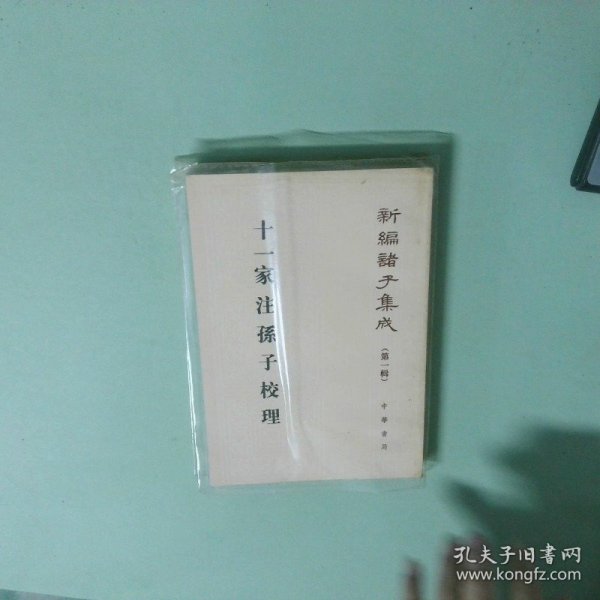 新編諸子集成
（第一輯）
中華書局
十一家注孫子校理
孔夫子旧书网
www.kongfz.com